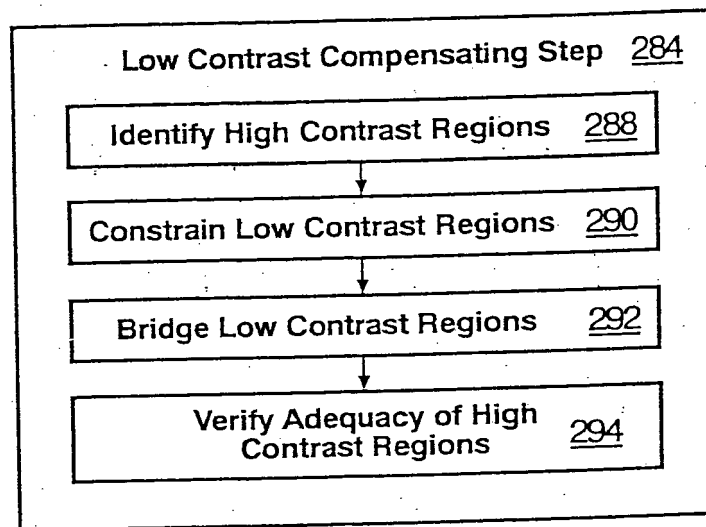 Low Contrast Compensating Step 284
Identify High Contrast Regions 288
Constrain Low Contrast Regions 290
Bridge Low Contrast Regions 292
Verify Adequacy of High
Contrast Regions 294